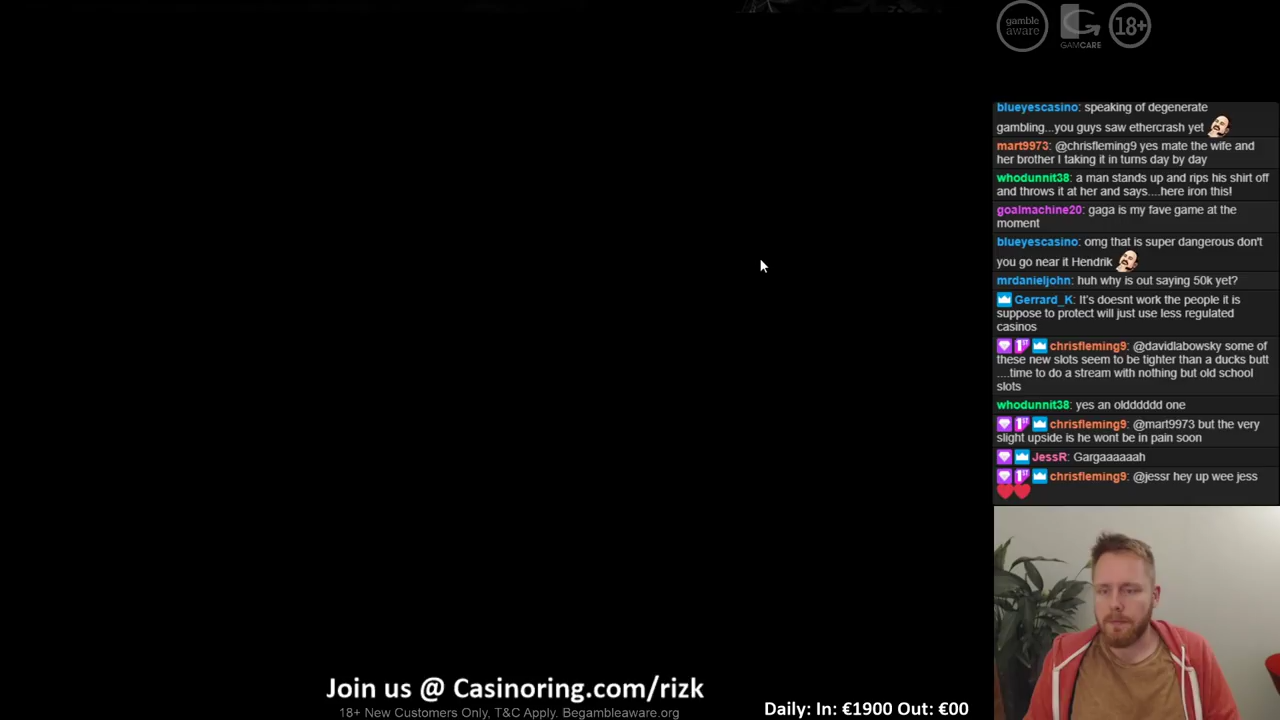 gamble
aware
GAMCARE
18+
blueyescasino: speaking of degenerate
gambling...you guys saw ethercrash yet
mart9973: @chrisfleming9 yes mate the wife and
her brother I taking it in turns day by day
whodunnit38: a man stands up and rips his shirt off
and throws it at her and says....here iron this!
goalmachine20: gaga is my fave game at the
moment
blueyescasino: omg that is super dangerous don't
you go near it Hendrik
mrdanieljohn: huh why is out saying 50k yet?
Gerrard_K: It's doesnt work the people it is
suppose to protect will just use less regulated
casinos
1ST chrisfleming9: @davidlabowsky some of
these new slots seem to be tighter than a ducks butt
....time to do a stream with nothing but old school
slots
whodunnit38: yes an oldddddd one
1ST chrisfleming9: @mart9973 but the very
slight upside is he wont be in pain soon
JessR: Gargaaaaaah
1ST chrisfleming9: @jessr hey up wee jess
Join us @ Casinoring.com/rizk
18+ New Customers Only, T&C Apply. Begambleaware.org
Daily: In: €1900 Out: €00